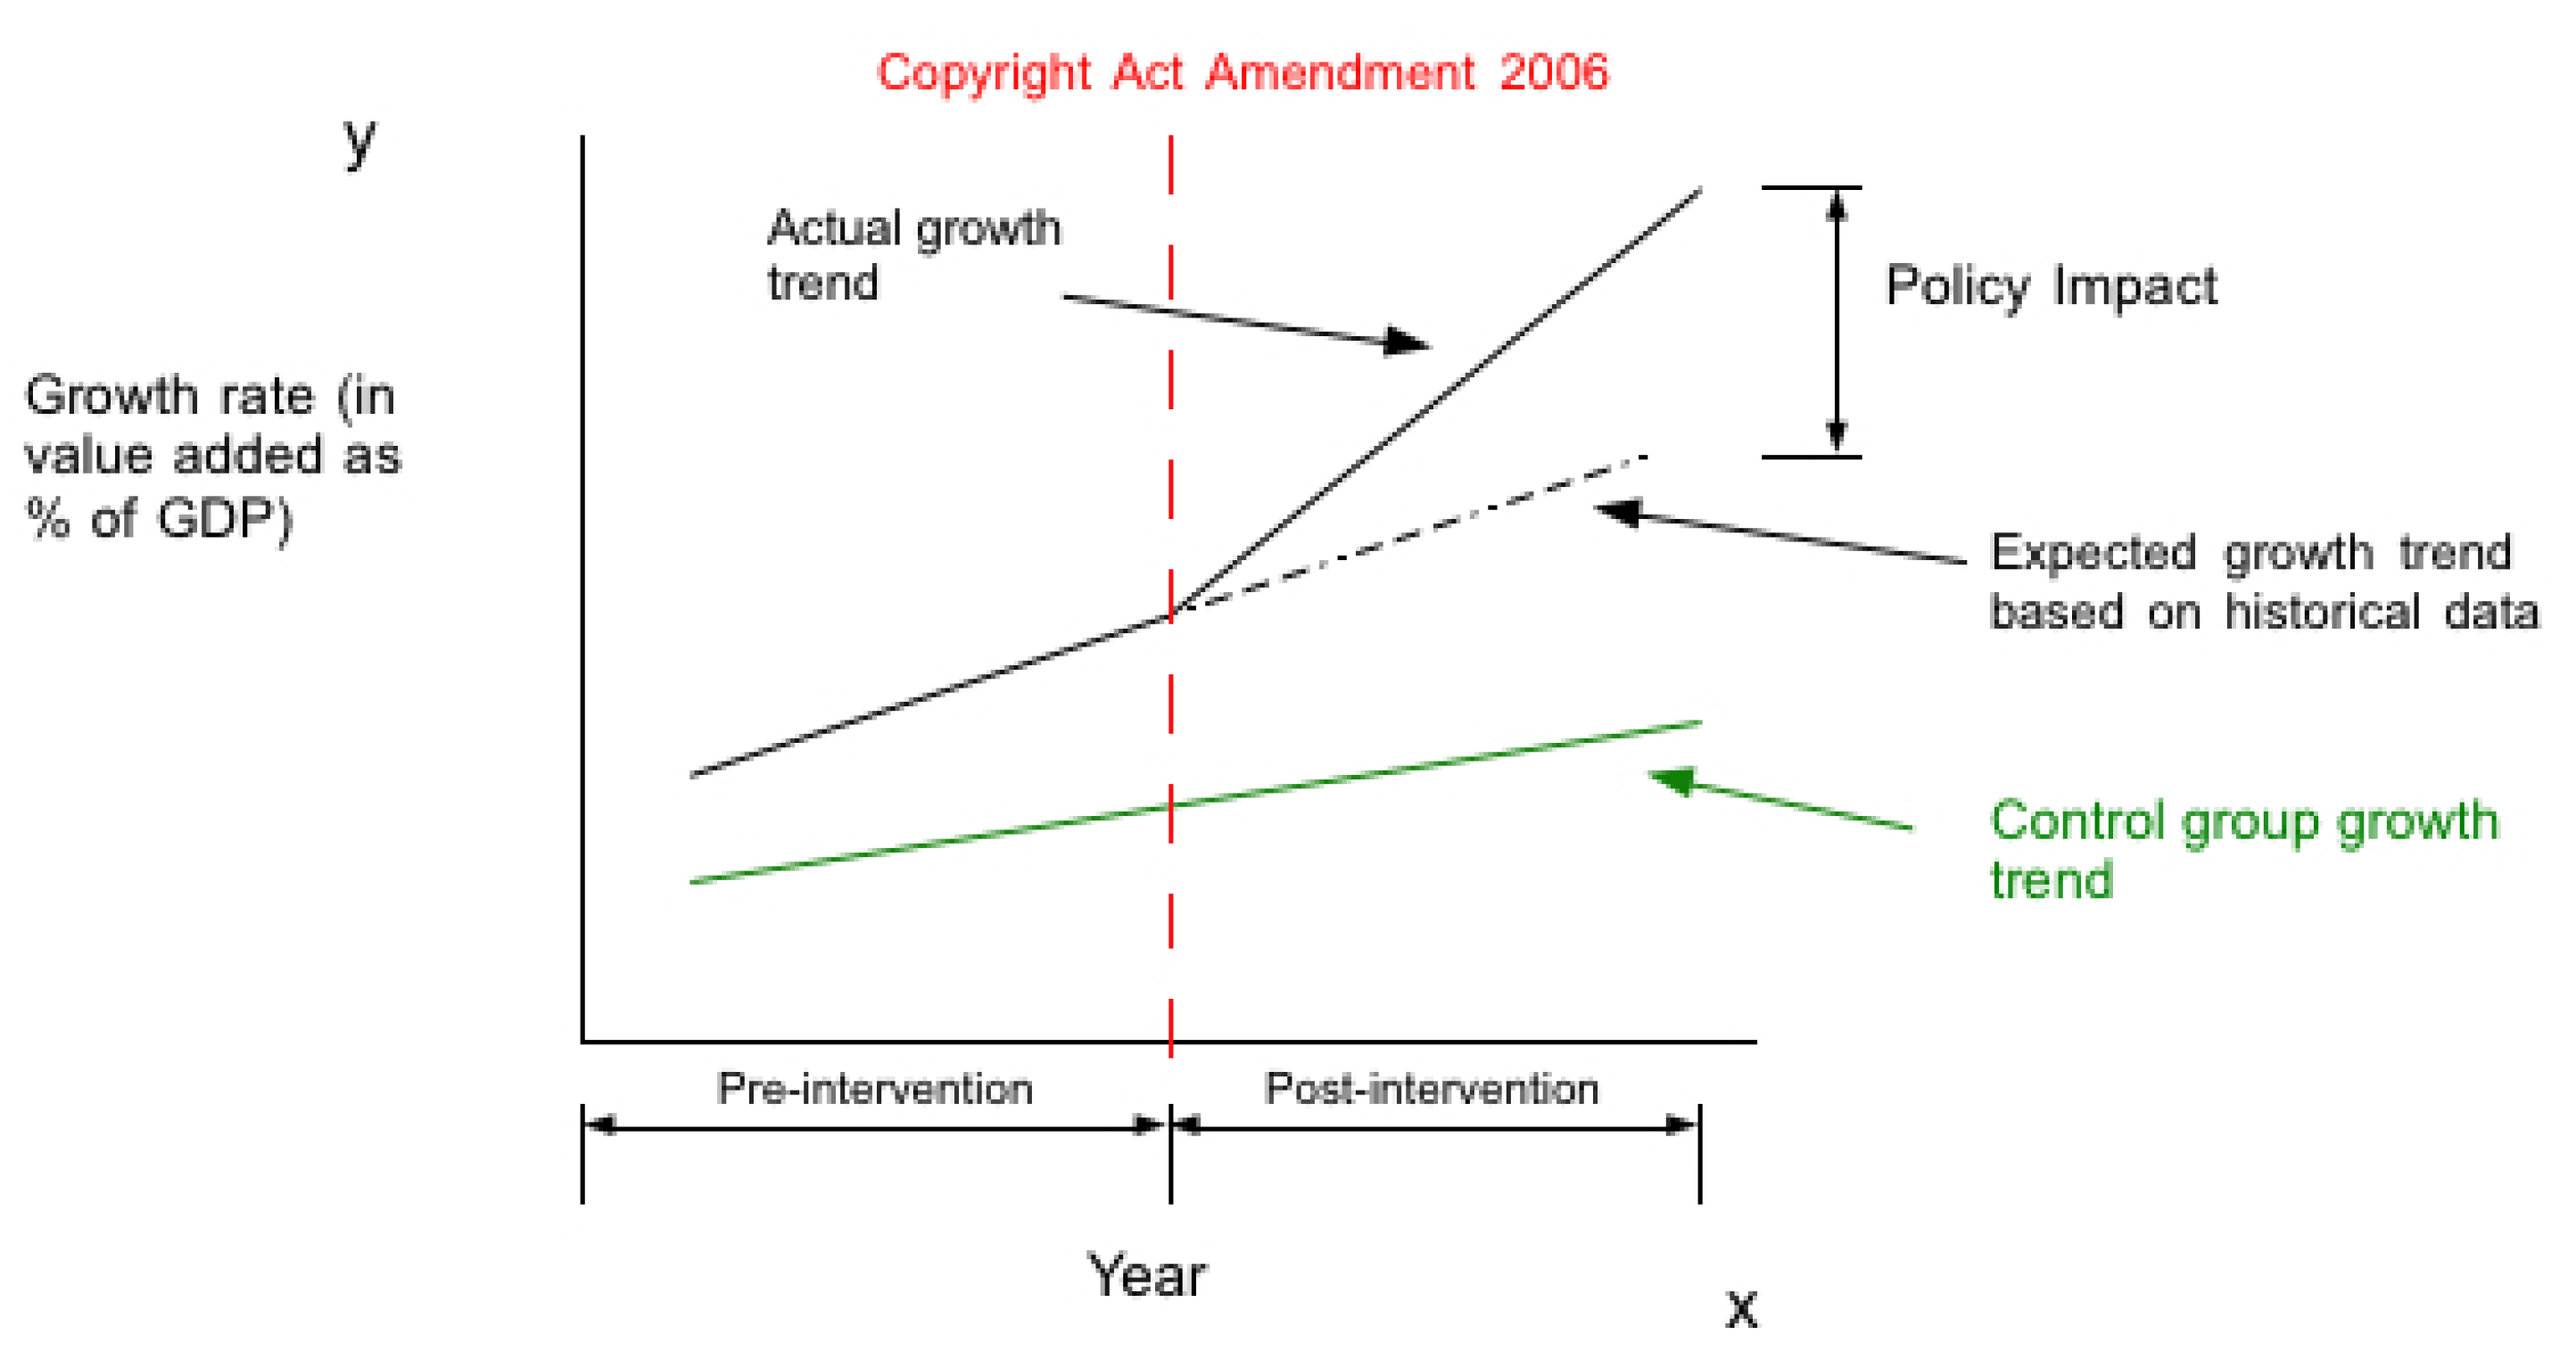 Copyright Act Amendment 2006
y
Actual growth
trend
Policy Impact
Growth rate (in
value added as
% of GDP)
Expected growth trend
based on historical data
Control group growth
trend
Pre-intervention
Post-intervention
Year
x